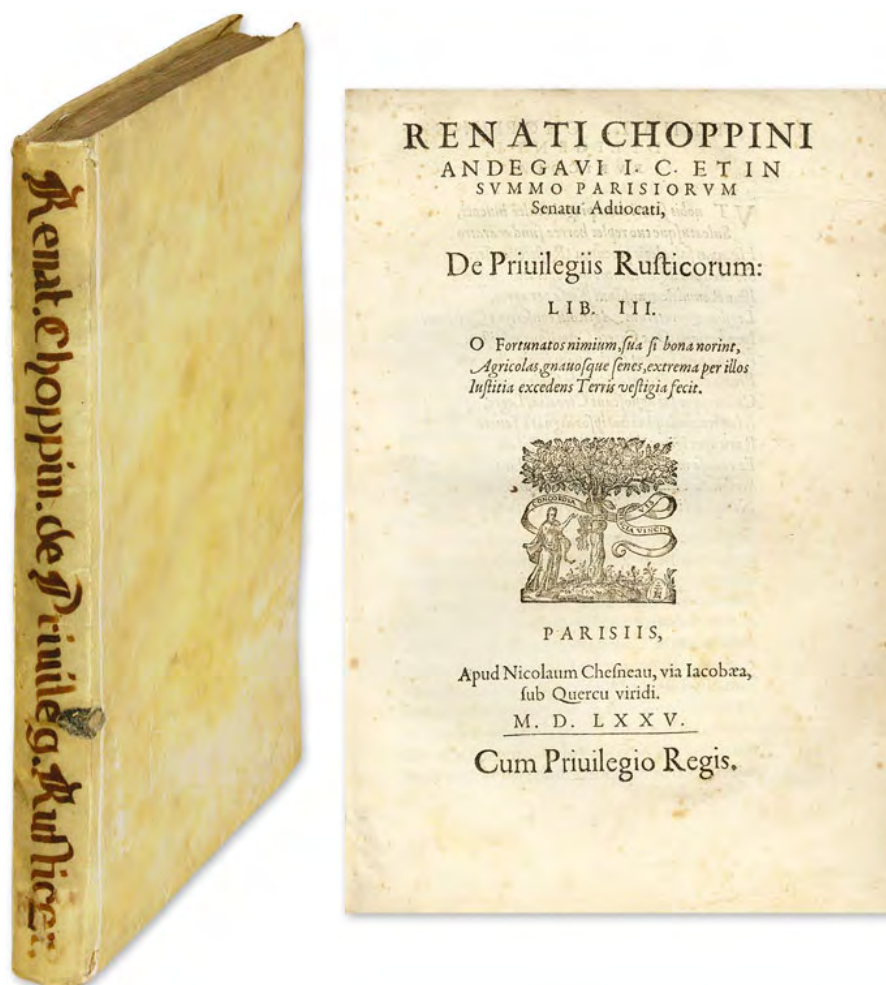 Renat. Choppin. de Priuileg. Rusticor.
RENATI CHOPPINI
ANDEGAVI I. C. ET IN
SVMMO PARISIORVM
Senatu Aduocati,
De Priuilegiis Ruſticorum:
LIB. III.
O Fortunatos nimium, ſua ſi bona norint,
Agricolas, gnauoſque ſenes, extrema per illos
Iuſtitia excedens Terris veſtigia fecit.
CONCORDIA
VINCI
PARISIIS,
Apud Nicolaum Cheſneau, via Iacobæa,
ſub Quercu viridi.
M. D. LXXV.
Cum Priuilegio Regis.